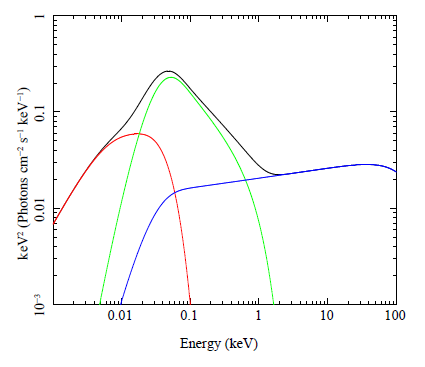 1
0.1
0.01
10⁻³
keV² (Photons cm⁻² s⁻¹ keV⁻¹)
0.01 0.1 1 10 100
Energy (keV)